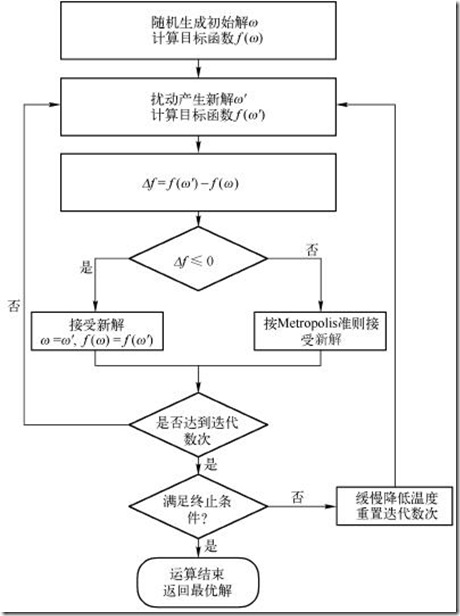 随机生成初始解ω
计算目标函数f(ω)
扰动产生新解ω′
计算目标函数f(ω′)
Δf=f(ω′)−f(ω)
Δf≤0
是
否
接受新解
ω=ω′, f(ω)=f(ω′)
按Metropolis准则接
受新解
否
是否达到迭代
数次
是
满足终止条
件?
否
缓慢降低温度
重置迭代数次
是
运算结束
返回最优解